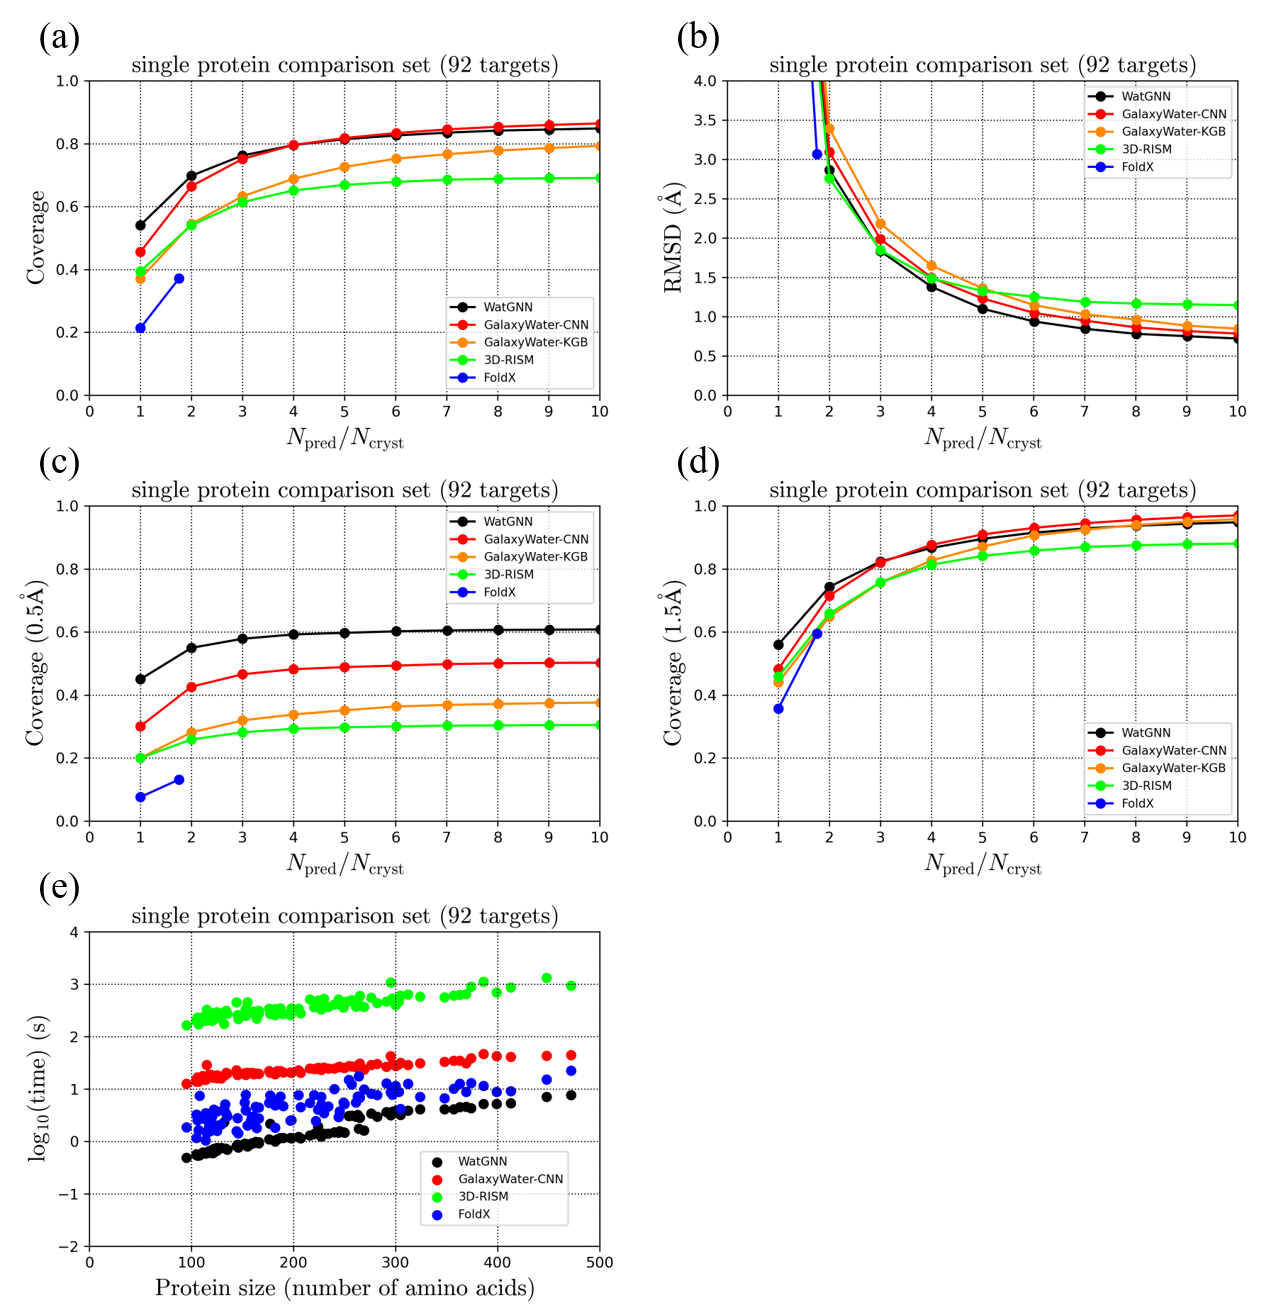 (a)
single protein comparison set (92 targets)
1.0
0.8
0.6
0.4
0.2
0.0
Coverage
WatGNN
GalaxyWater-CNN
GalaxyWater-KGB
3D-RISM
FoldX
0 1 2 3 4 5 6 7 8 9 10
N_pred/N_cryst
(b)
single protein comparison set (92 targets)
4.0
3.5
3.0
2.5
2.0
1.5
1.0
0.5
0.0
RMSD (Å)
WatGNN
GalaxyWater-CNN
GalaxyWater-KGB
3D-RISM
FoldX
0 1 2 3 4 5 6 7 8 9 10
N_pred/N_cryst
(c)
single protein comparison set (92 targets)
1.0
0.8
0.6
0.4
0.2
0.0
Coverage (0.5Å)
WatGNN
GalaxyWater-CNN
GalaxyWater-KGB
3D-RISM
FoldX
0 1 2 3 4 5 6 7 8 9 10
N_pred/N_cryst
(d)
single protein comparison set (92 targets)
1.0
0.8
0.6
0.4
0.2
0.0
Coverage (1.5Å)
WatGNN
GalaxyWater-CNN
GalaxyWater-KGB
3D-RISM
FoldX
0 1 2 3 4 5 6 7 8 9 10
N_pred/N_cryst
(e)
single protein comparison set (92 targets)
4
3
2
1
0
−1
−2
log₁₀(time) (s)
WatGNN
GalaxyWater-CNN
3D-RISM
FoldX
0 100 200 300 400 500
Protein size (number of amino acids)